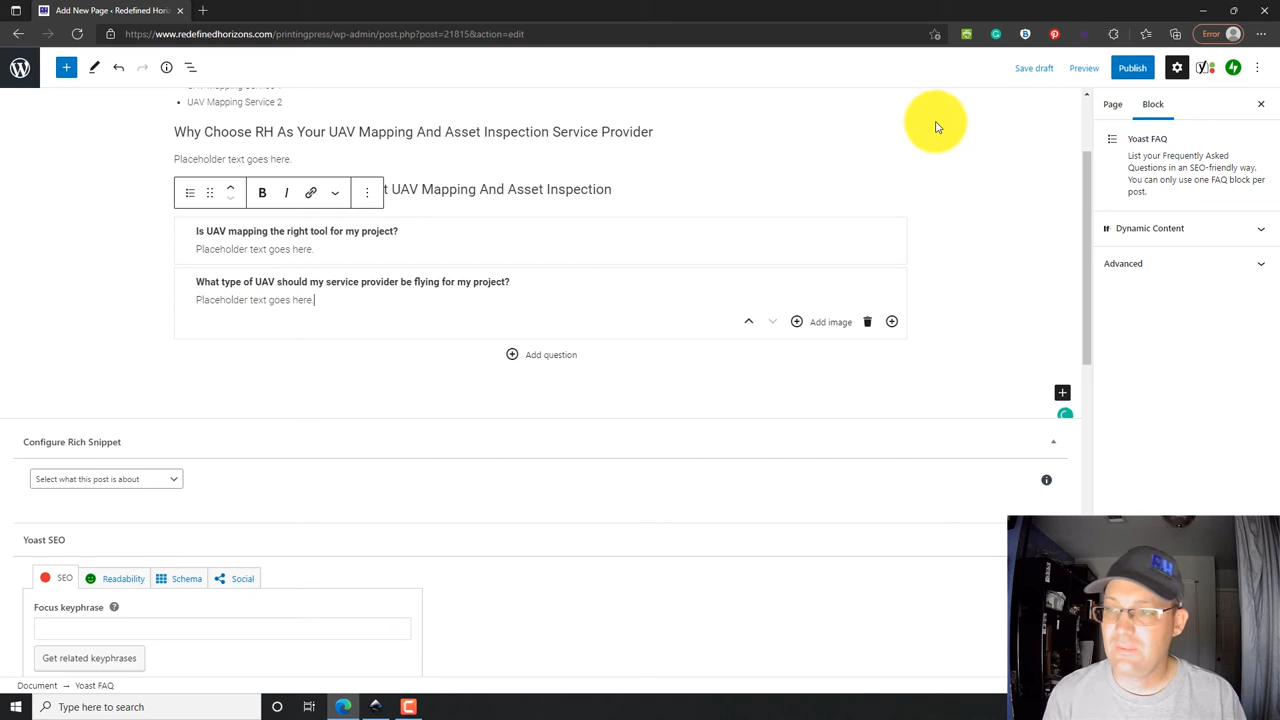 Add New Page ‹ Redefined Horizons
https://www.redefinedhorizons.com/printingpress/wp-admin/post.php?post=21815&action=edit
Error
Save draft
Preview
Publish
UAV Mapping Service 2
Why Choose RH As Your UAV Mapping And Asset Inspection Service Provider
Placeholder text goes here.
t UAV Mapping And Asset Inspection
Is UAV mapping the right tool for my project?
Placeholder text goes here.
What type of UAV should my service provider be flying for my project?
Placeholder text goes here.
Add image
Add question
Page
Block
Yoast FAQ
List your Frequently Asked
Questions in an SEO-friendly way.
You can only use one FAQ block per
post.
Dynamic Content
Advanced
Configure Rich Snippet
Select what this post is about
Yoast SEO
SEO
Readability
Schema
Social
Focus keyphrase
Get related keyphrases
Document → Yoast FAQ
Type here to search
RH